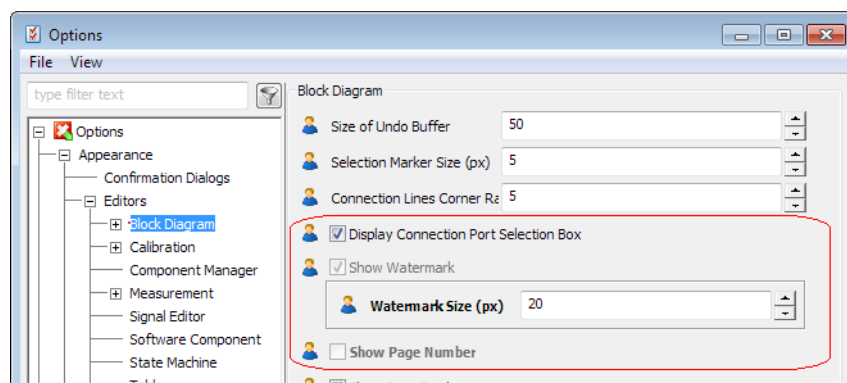 Options
File View
type filter text
Options
Appearance
Confirmation Dialogs
Editors
Block Diagram
Calibration
Component Manager
Measurement
Signal Editor
Software Component
State Machine
Block Diagram
Size of Undo Buffer 50
Selection Marker Size (px) 5
Connection Lines Corner Ra 5
Display Connection Port Selection Box
Show Watermark
Watermark Size (px) 20
Show Page Number